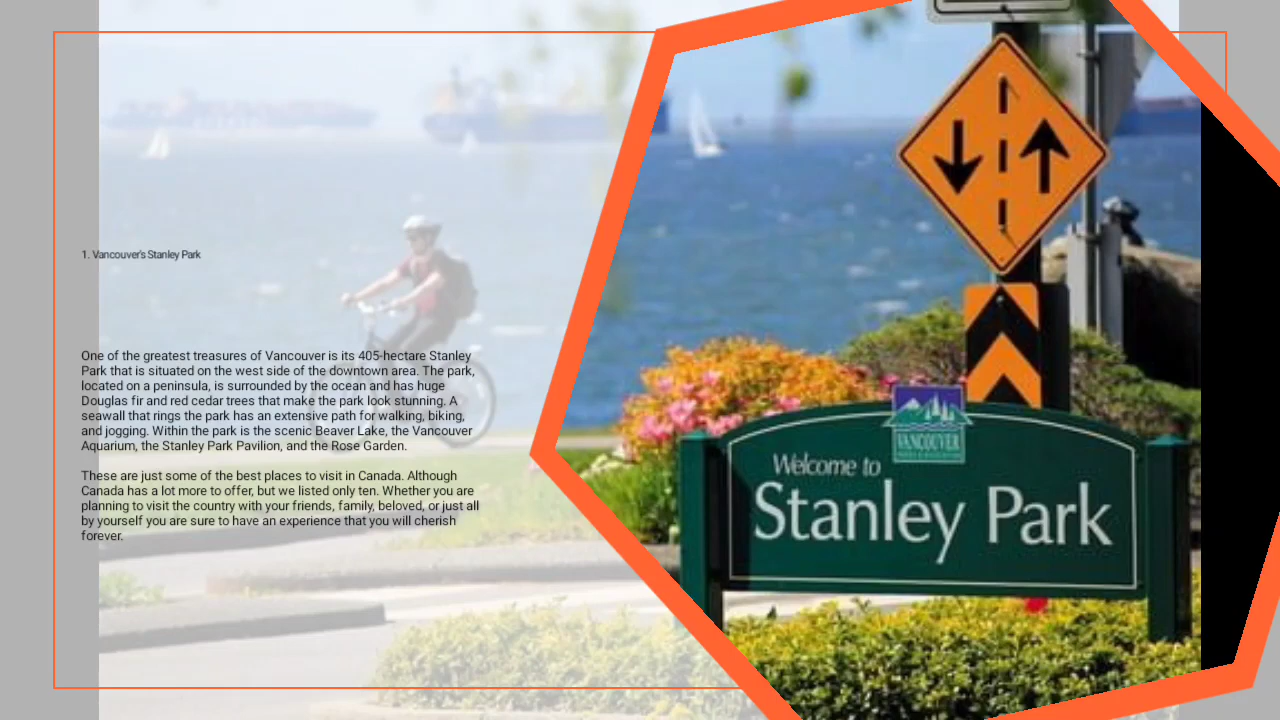 1. Vancouver's Stanley Park
One of the greatest treasures of Vancouver is its 405-hectare Stanley
Park that is situated on the west side of the downtown area. The park,
located on a peninsula, is surrounded by the ocean and has huge
Douglas fir and red cedar trees that make the park look stunning. A
seawall that rings the park has an extensive path for walking, biking,
and jogging. Within the park is the scenic Beaver Lake, the Vancouver
Aquarium, the Stanley Park Pavilion, and the Rose Garden.
These are just some of the best places to visit in Canada. Although
Canada has a lot more to offer, but we listed only ten. Whether you are
planning to visit the country with your friends, family, beloved, or just all
by yourself you are sure to have an experience that you will cherish
forever.
VANCOUVER
Welcome to
Stanley Park